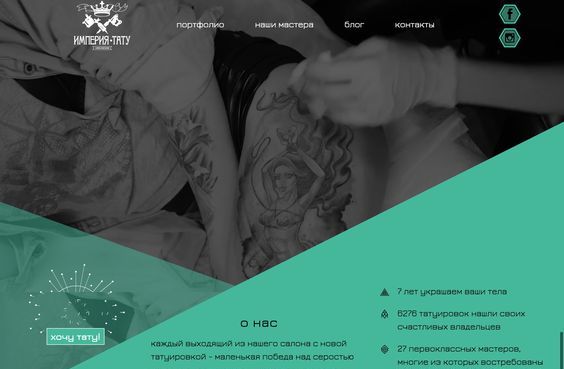 ИМПЕРИЯ ТАТУ
портфолио
наши мастера
блог
контакты
хочу тату!
о нас
каждый выходящий из нашего салона с новой
татуировкой – маленькая победа над серостью
7 лет украшаем ваши тела
6276 татуировок нашли своих
счастливых владельцев
27 первоклассных мастеров,
многие из которых востребованы